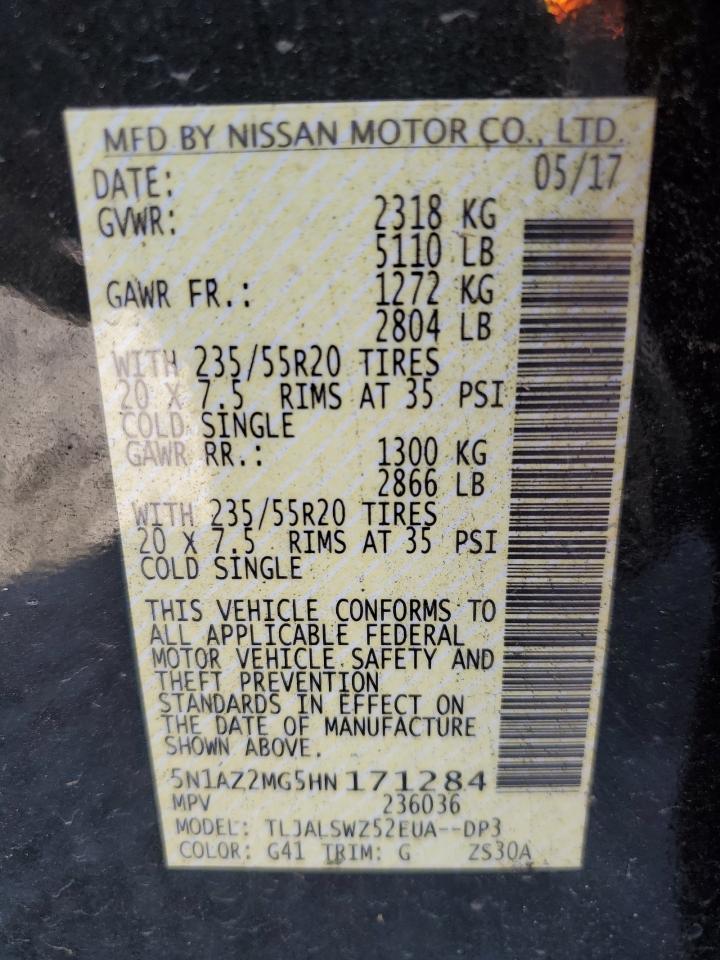 MFD BY NISSAN MOTOR CO., LTD.
DATE: 05/17
GVWR: 2318 KG
5110 LB
GAWR FR.: 1272 KG
2804 LB
WITH 235/55R20 TIRES
20 X 7.5 RIMS AT 35 PSI
COLD SINGLE
GAWR RR.: 1300 KG
2866 LB
WITH 235/55R20 TIRES
20 X 7.5 RIMS AT 35 PSI
COLD SINGLE
THIS VEHICLE CONFORMS TO
ALL APPLICABLE FEDERAL
MOTOR VEHICLE SAFETY AND
THEFT PREVENTION
STANDARDS IN EFFECT ON
THE DATE OF MANUFACTURE
SHOWN ABOVE.
5N1AZ2MG5HN171284
MPV 236036
MODEL: TLJALSWZ52EUA--DP3
COLOR: G41 TRIM: G ZS30A